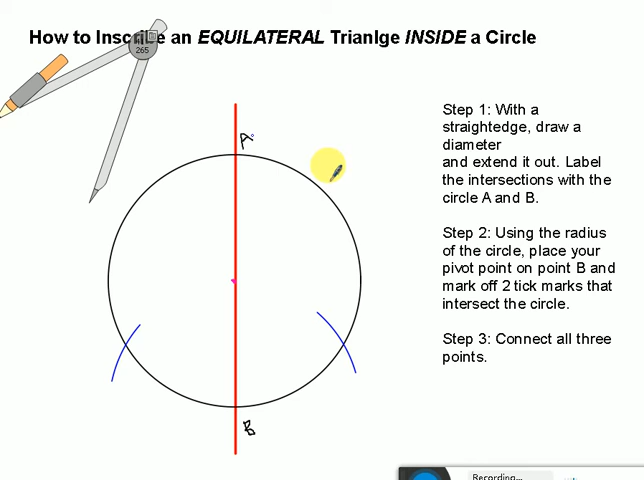 How to Inscribe an EQUILATERAL Trianlge INSIDE a Circle
265
A
B
Step 1: With a
straightedge, draw a
diameter
and extend it out. Label
the intersections with the
circle A and B.
Step 2: Using the radius
of the circle, place your
pivot point on point B and
mark off 2 tick marks that
intersect the circle.
Step 3: Connect all three
points.
Recording...